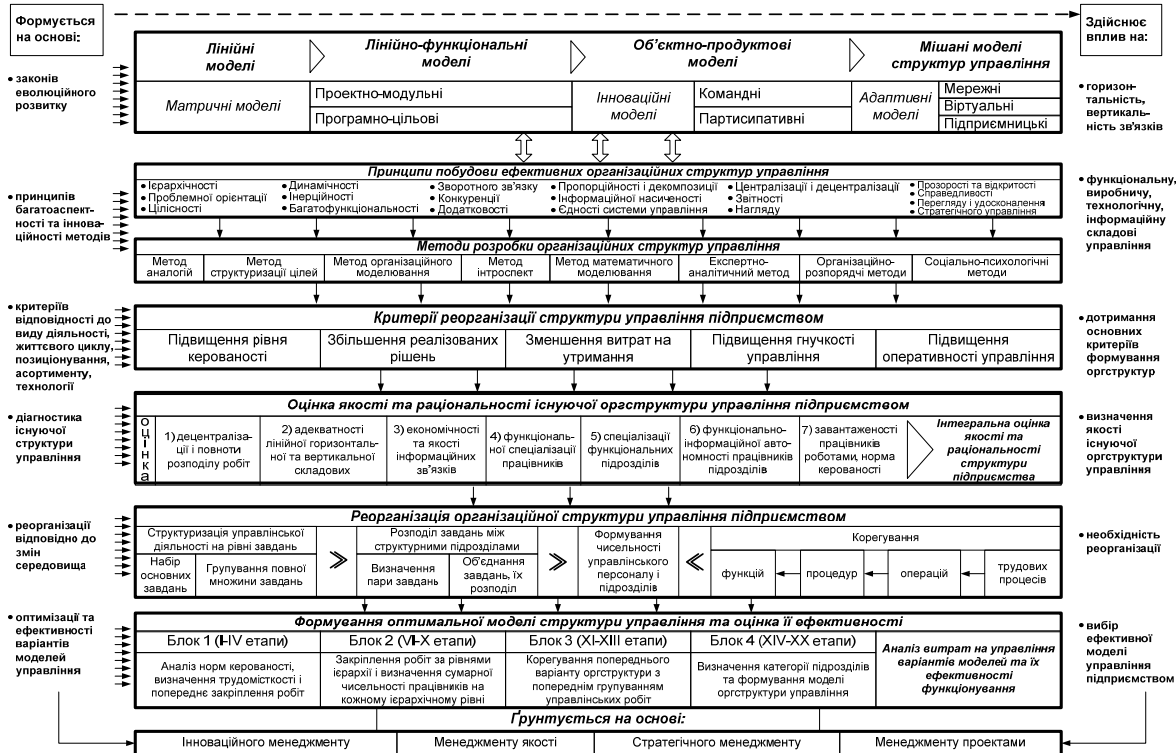 Формується
на основі:
Здійснює
вплив на:
Лінійні
моделі
Лінійно-функціональні
моделі
Об’єктно-продуктові
моделі
Мішані моделі
структур управління
Матричні моделі
Проектно-модульні
Програмно-цільові
Інноваційні
моделі
Командні
Партисипативні
Адаптивні
моделі
Мережні
Віртуальні
Підприємницькі
• законів
еволюційного
розвитку
• горизон-
тальність,
вертикаль-
ність зв'язків
Принципи побудови ефективних організаційних структур управління
• Ієрархічності
• Проблемної орієнтації
• Цілісності
• Динамічності
• Інерційності
• Багатофункціональності
• Зворотного зв’язку
• Конкуренції
• Додатковості
• Пропорційності і декомпозиції
• Інформаційної насиченості
• Єдності системи управління
• Централізації і децентралізації
• Звітності
• Нагляду
• Прозорості та відкритості
• Справедливості
• Перегляду і удосконалення
• Стратегічного управління
• принципів
багатоаспект-
ності та інно-
ваційності методів
• функціональну,
виробничу,
технологічну,
інформаційну
складові
управління
Методи розробки організаційних структур управління
Метод
аналогій
Метод
структуризації цілей
Метод організаційного
моделювання
Метод
інтроспект
Метод математичного
моделювання
Експертно-
аналітичний метод
Організаційно-
розпорядчі методи
Соціально-психологічні
методи
• критеріїв
відповідності до
виду діяльності,
життєвого циклу,
позиціонування,
асортименту,
технології
Критерії реорганізації структури управління підприємством
Підвищення рівня
керованості
Збільшення реалізованих
рішень
Зменшення витрат на
утримання
Підвищення гнучкості
управління
Підвищення
оперативності управління
• дотримання
основних
критеріїв
формування
оргструктур
Оцінка якості та раціональності існуючої оргструктури управління підприємством
оцінка
1) децентраліза-
ції і повноти
розподілу робіт
2) адекватності
лінійної горизонталь-
ної та вертикальної
складових
3) економічності
та якості
інформаційних
зв’язків
4) функціональ-
ної спеціалізації
працівників
5) спеціалізації
функціональних
підрозділів
6) функціонально-
інформаційної авто-
номності працівників
підрозділів
7) завантаженості
працівників
роботами, норма
керованості
Інтегральна оцінка
якості та
раціональності
структури
підприємства
• діагностика
існуючої
структури
управління
• визначення
якості
існуючої
оргструктури
управління
Реорганізація організаційної структури управління підприємством
Структуризація управлінської
діяльності на рівні завдань
Набір
основних
завдань
Групування повної
множини завдань
Розподіл завдань між
структурними підрозділами
Визначення
пари завдань
Об’єднання
завдань, їх
розподіл
Формування
чисельності
управлінського
персоналу і
підрозділів
Корегування
функцій
процедур
операцій
трудових
процесів
• реорганізації
відповідно до
змін
середовища
• необхідність
реорганізації
Формування оптимальної моделі структури управління та оцінка її ефективності
Блок 1 (I-IV етапи)
Аналіз норм керованості,
визначення трудомісткості і
попереднє закріплення робіт
Блок 2 (VI-X етапи)
Закріплення робіт за рівнями
ієрархії і визначення сумарної
чисельності працівників на
кожному ієрархічному рівні
Блок 3 (XI-XIII етапи)
Корегування попереднього
варіанту оргструктури з
попереднім групуванням
управлінських робіт
Блок 4 (XIV-XX етапи)
Визначення категорії підрозділів
та формування моделі
оргструктури управління
Аналіз витрат на управління
варіантів моделей та їх
ефективності
функціонування
• оптимізації та
ефективності
варіантів
моделей
управління
• вибір
ефективної
моделі
управління
підприємством
Ґрунтується на основі:
Інноваційного менеджменту
Менеджменту якості
Стратегічного менеджменту
Менеджменту проектами